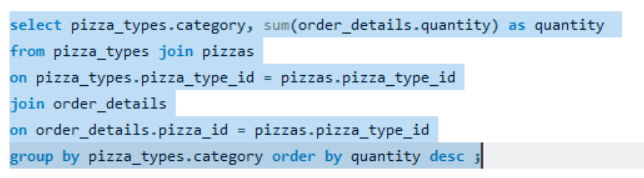 select pizza_types.category, sum(order_details.quantity) as quantity
from pizza_types join pizzas
on pizza_types.pizza_type_id = pizzas.pizza_type_id
join order_details
on order_details.pizza_id = pizzas.pizza_type_id
group by pizza_types.category order by quantity desc ;